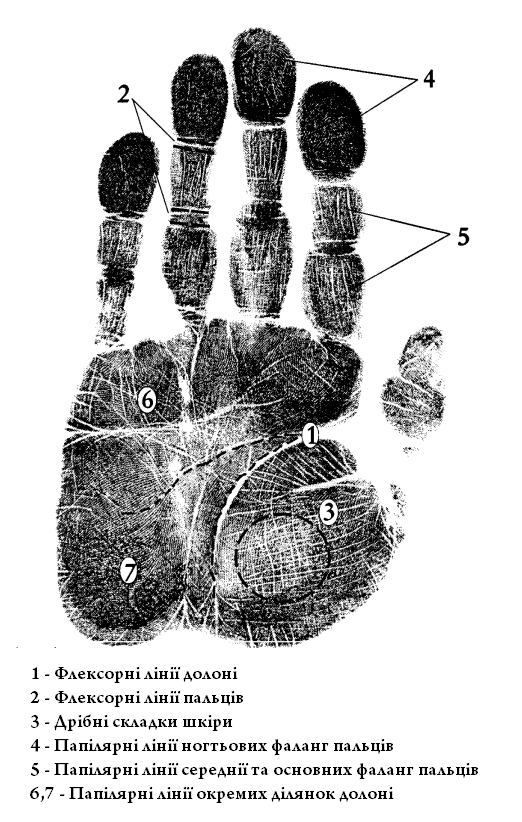 2
4
5
6
1
3
7
1 - Флексорні лінії долоні
2 - Флексорні лінії пальців
3 - Дрібні складки шкіри
4 - Папілярні лінії ногтьових фаланг пальців
5 - Папілярні лінії середнії та основних фаланг пальців
6,7 - Папілярні лінії окремих ділянок долоні